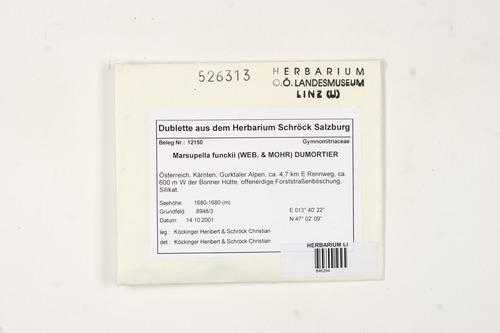 526313
HERBARIUM
O.Ö. LANDESMUSEUM
LINZ (U)
Dublette aus dem Herbarium Schröck Salzburg
Beleg Nr.: 12150 Gymnomitriaceae
Marsupella funckii (WEB. & MOHR) DUMORTIER
Österreich, Kärnten, Gurktaler Alpen, ca. 4,7 km E Rennweg, ca.
600 m W der Bonner Hütte, offenerdige Forststraßenböschung,
Silikat.
Seehöhe: 1680-1680 (m)
Grundfeld: 8948/3 E 013° 40' 22"
Datum: 14.10.2001 N 47° 02' 09"
leg.: Köckinger Heribert & Schröck Christian
det.: Köckinger Heribert & Schröck Christian
HERBARIUM LI
646394